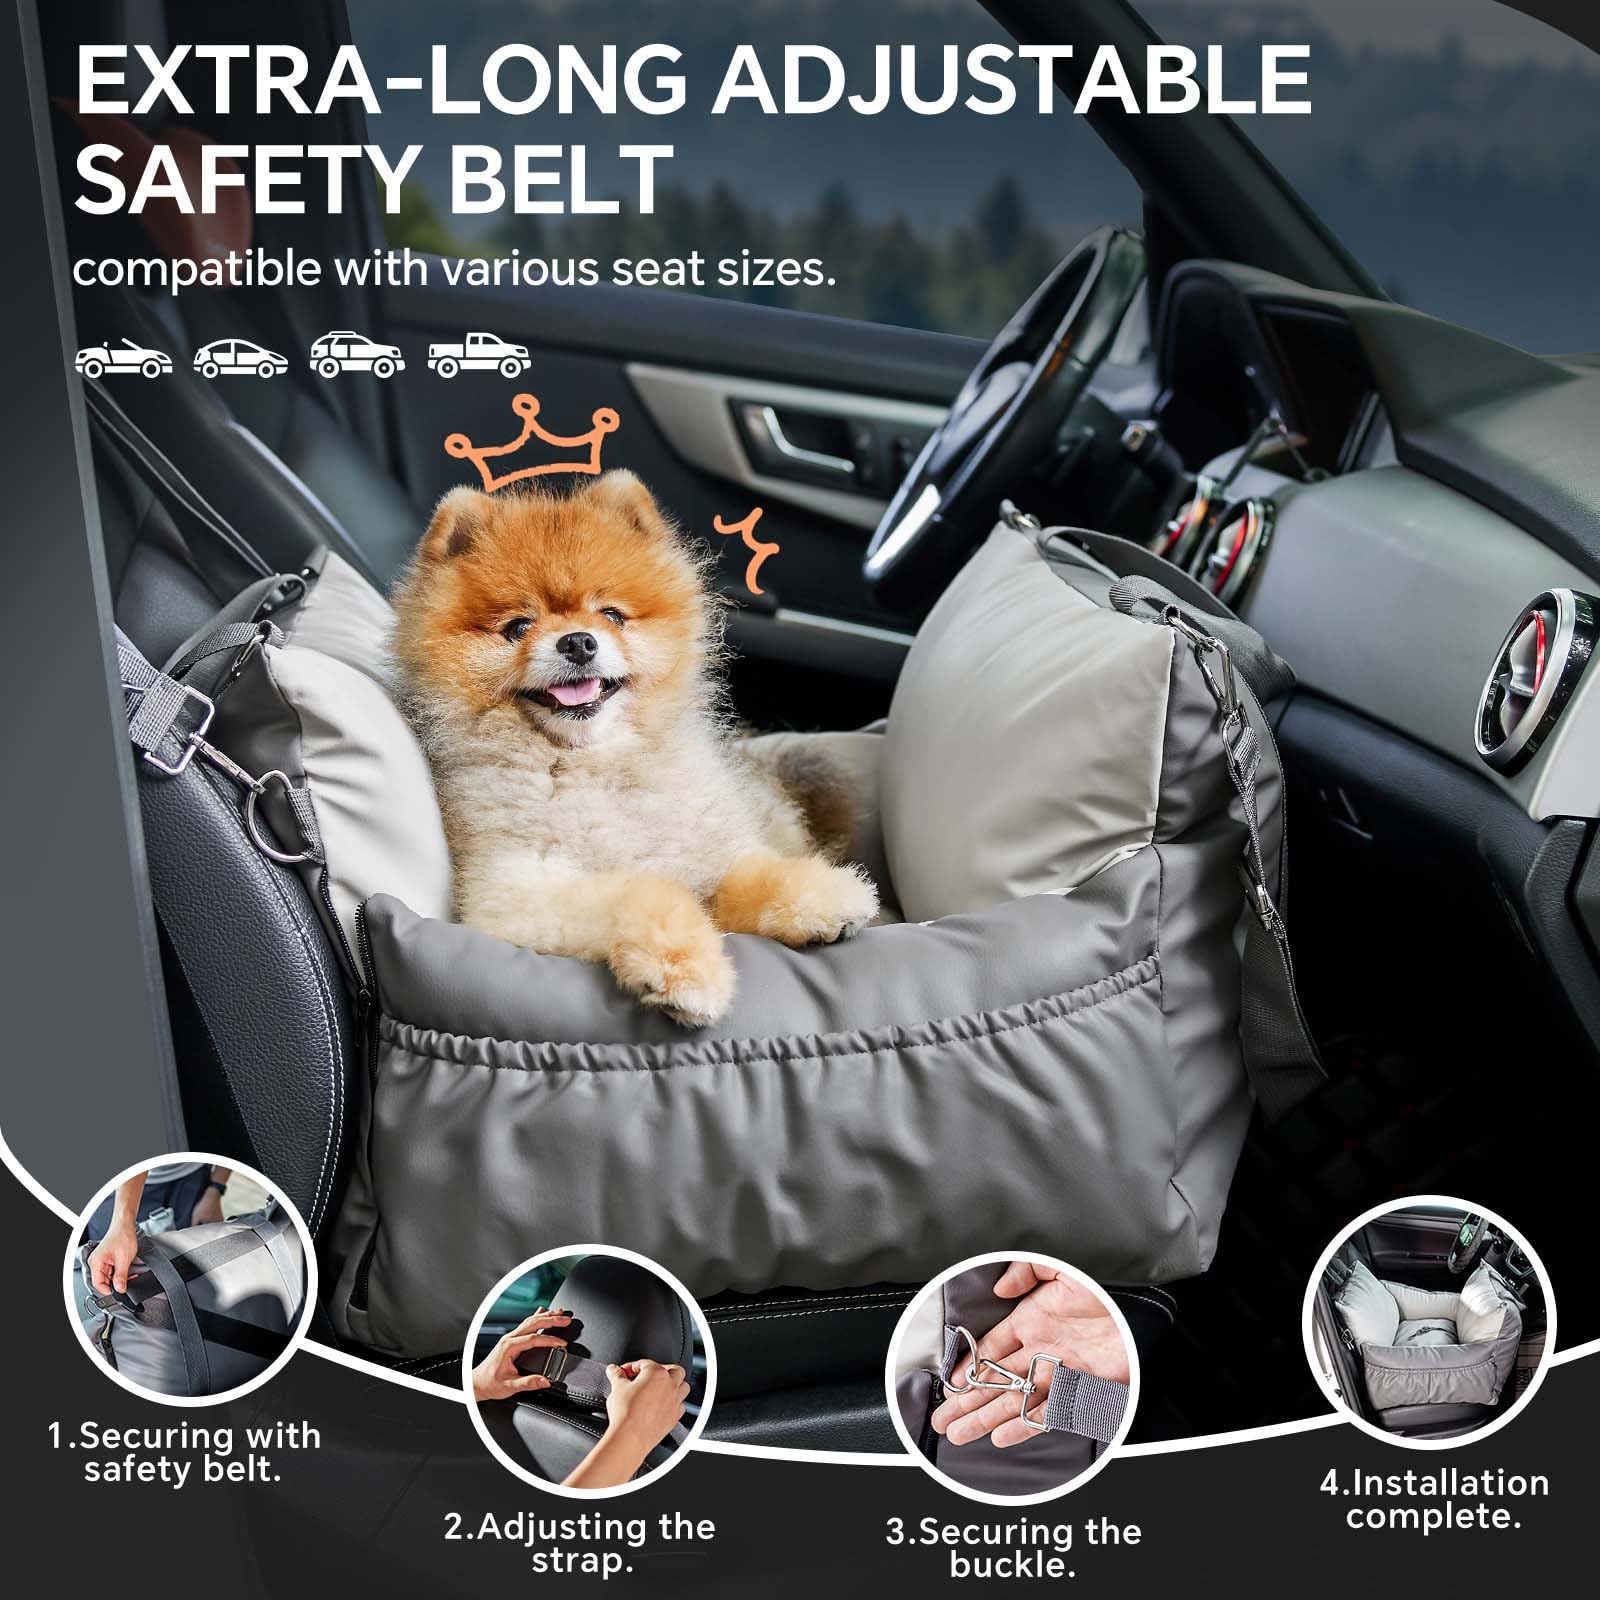 EXTRA-LONG ADJUSTABLE
SAFETY BELT
compatible with various seat sizes.
1.Securing with
safety belt.
2.Adjusting the
strap.
3.Securing the
buckle.
4.Installation
complete.